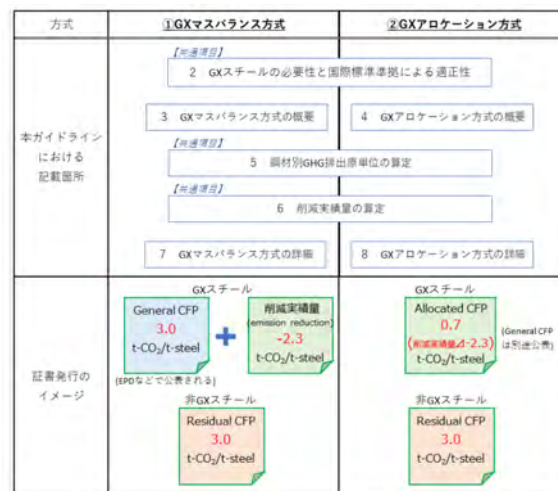 方式
①GXマスバランス方式
②GXアロケーション方式
本ガイドライン
における
記載箇所
【共通項目】
2 GXスチールの必要性と国際標準準拠による適正性
3 GXマスバランス方式の概要
4 GXアロケーション方式の概要
【共通項目】
5 鋼材別GHG排出原単位の算定
【共通項目】
6 削減実績量の算定
7 GXマスバランス方式の詳細
8 GXアロケーション方式の詳細
証書発行の
イメージ
GXスチール
General CFP
3.0
t-CO₂/t-steel
(EPDなどで公表される)
+
削減実績量
(emission reduction)
-2.3
t-CO₂/t-steel
非GXスチール
Residual CFP
3.0
t-CO₂/t-steel
GXスチール
Allocated CFP
0.7
(削減実績量⊿-2.3)
t-CO₂/t-steel
(General CFP
は別途公表)
非GXスチール
Residual CFP
3.0
t-CO₂/t-steel